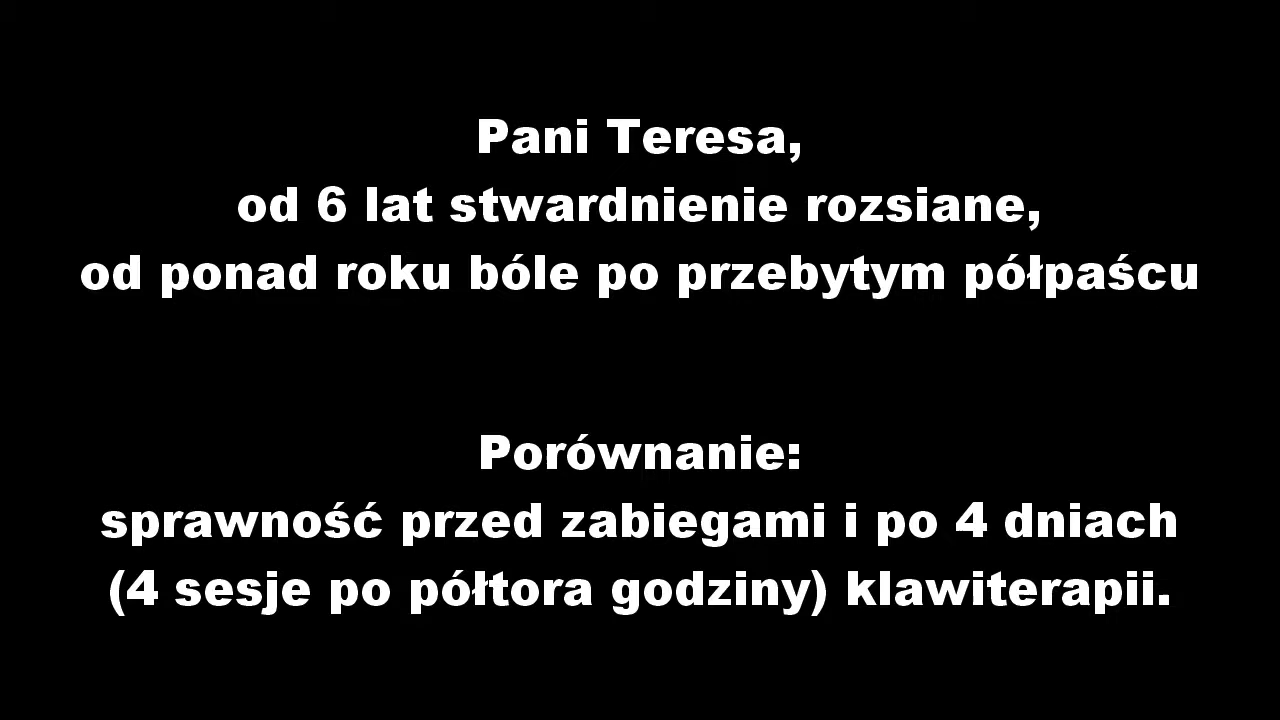 Pani Teresa,
od 6 lat stwardnienie rozsiane,
od ponad roku bóle po przebytym półpaścu
Porównanie:
sprawność przed zabiegami i po 4 dniach
(4 sesje po półtora godziny) klawiterapii.